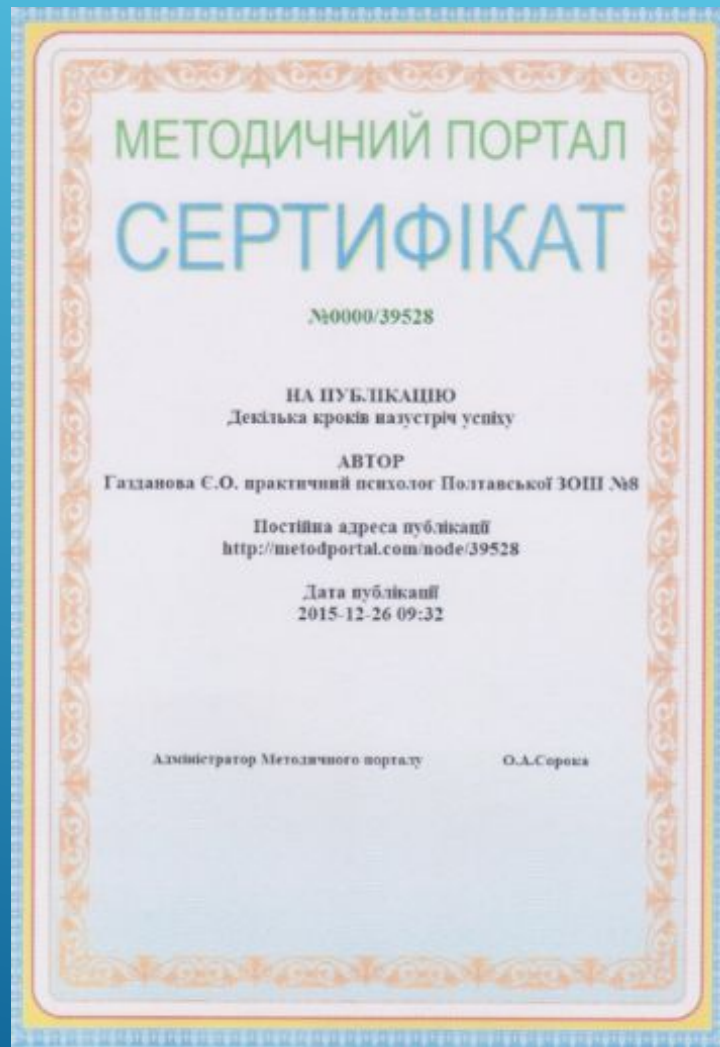 МЕТОДИЧНИЙ ПОРТАЛ
СЕРТИФІКАТ
№0000/39528
НА ПУБЛІКАЦІЮ
Декілька кроків назустріч успіху
АВТОР
Газданова Є.О. практичний психолог Полтавської ЗОШ №8
Постійна адреса публікації
http://metodportal.com/node/39528
Дата публікації
2015-12-26 09:32
Адміністратор Методичного порталу О.А.Сорока